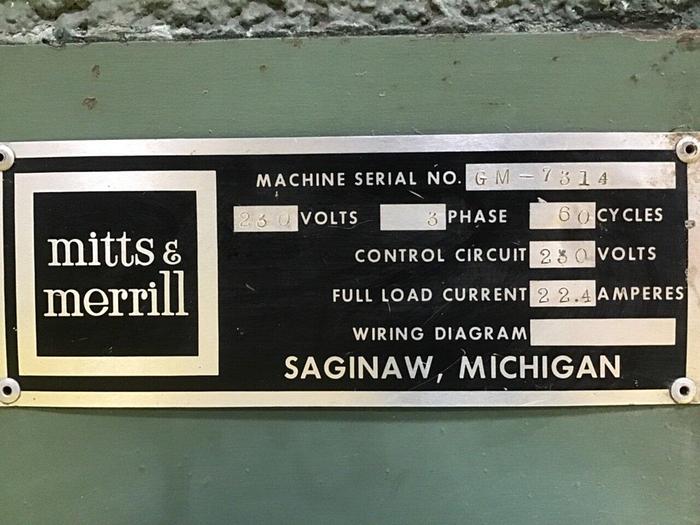 mitts &
merrill
MACHINE SERIAL NO. GM-7314
230 VOLTS 3 PHASE 60 CYCLES
CONTROL CIRCUIT 230 VOLTS
FULL LOAD CURRENT 22.4 AMPERES
WIRING DIAGRAM
SAGINAW, MICHIGAN